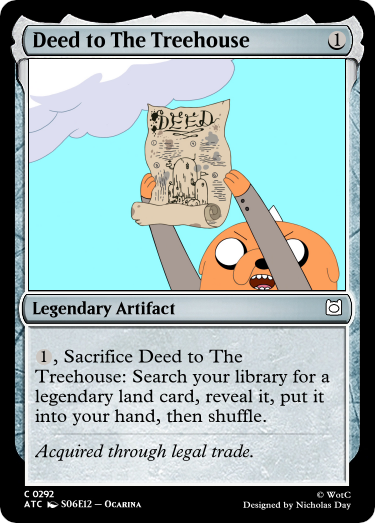 Deed to The Treehouse 1
DEED
Legendary Artifact
1, Sacrifice Deed to The
Treehouse: Search your library for a
legendary land card, reveal it, put it
into your hand, then shuffle.
Acquired through legal trade.
C 0292
© WotC
ATC S06E12 – Ocarina
Designed by Nicholas Day